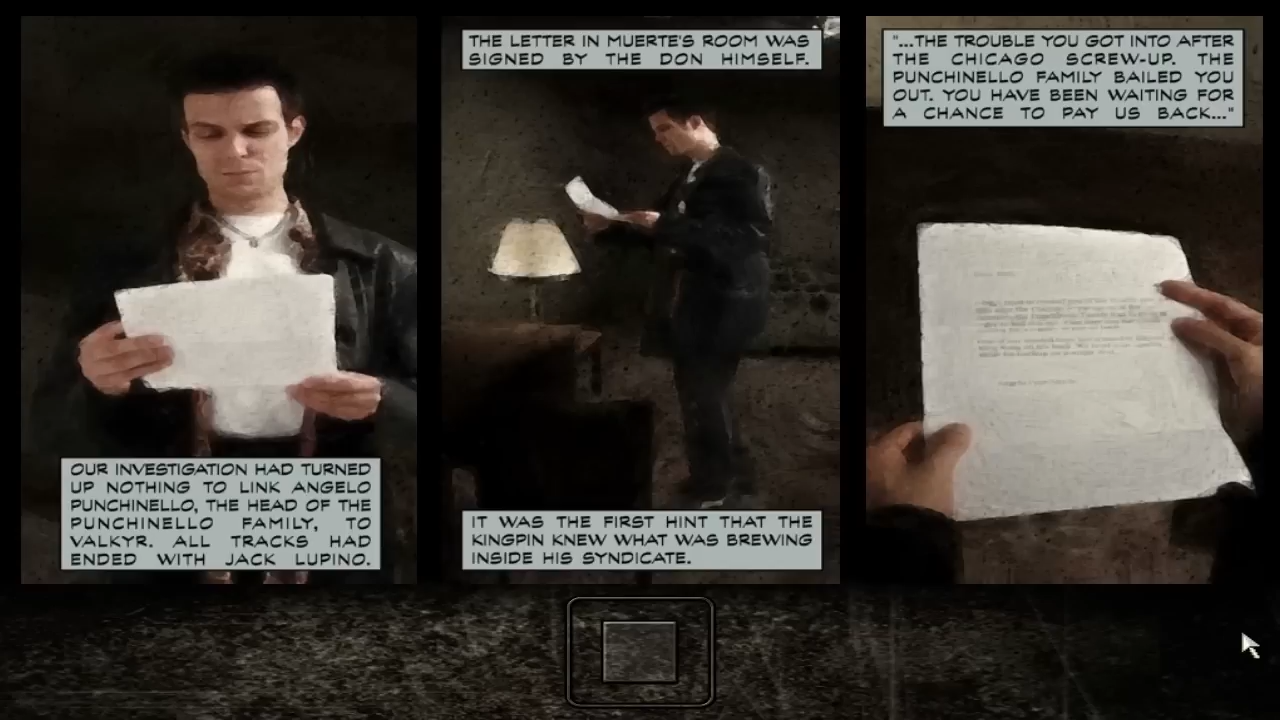 OUR INVESTIGATION HAD TURNED
UP NOTHING TO LINK ANGELO
PUNCHINELLO, THE HEAD OF THE
PUNCHINELLO FAMILY, TO
VALKYR. ALL TRACKS HAD
ENDED WITH JACK LUPINO.
THE LETTER IN MUERTE'S ROOM WAS
SIGNED BY THE DON HIMSELF.
IT WAS THE FIRST HINT THAT THE
KINGPIN KNEW WHAT WAS BREWING
INSIDE HIS SYNDICATE.
"...THE TROUBLE YOU GOT INTO AFTER
THE CHICAGO SCREW-UP. THE
PUNCHINELLO FAMILY BAILED YOU
OUT. YOU HAVE BEEN WAITING FOR
A CHANCE TO PAY US BACK..."